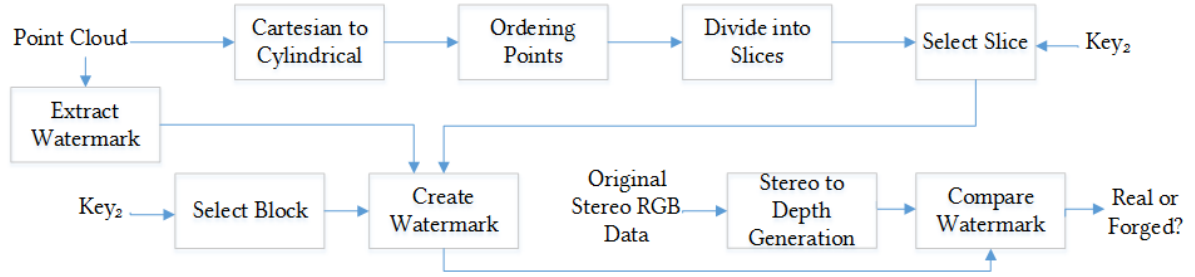 Point Cloud
Cartesian to
Cylindrical
Ordering
Points
Divide into
Slices
Select Slice
Key₂
Extract
Watermark
Key₂
Select Block
Create
Watermark
Original
Stereo RGB
Data
Stereo to
Depth
Generation
Compare
Watermark
Real or
Forged?